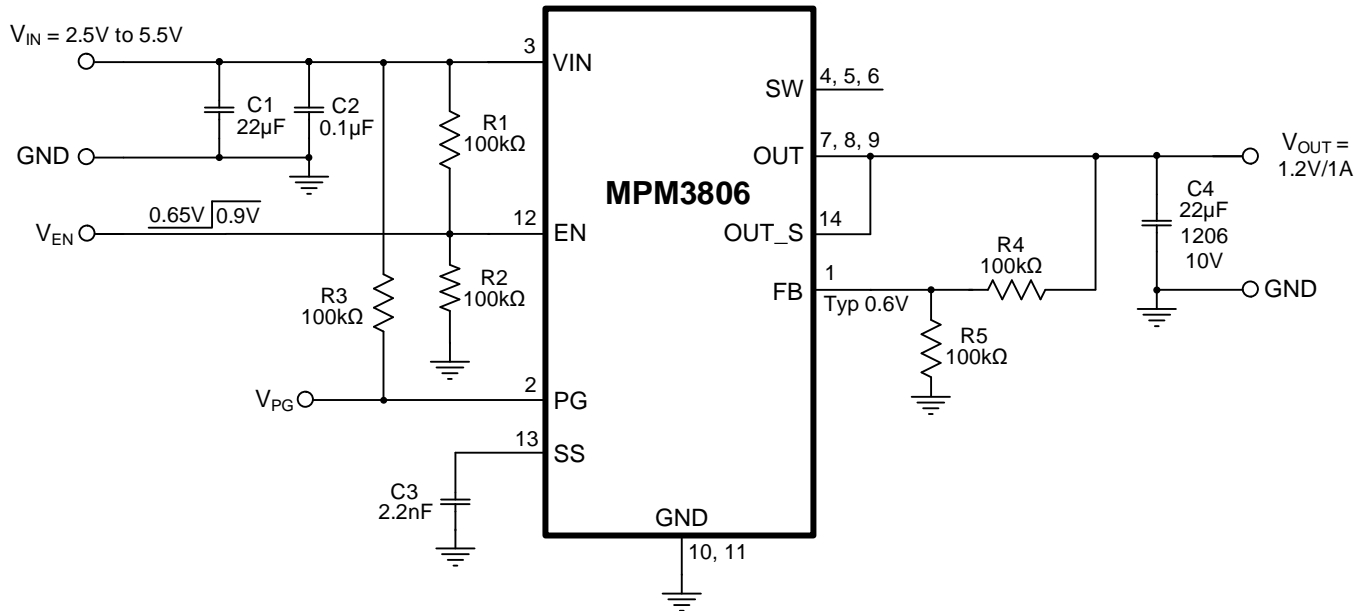 V_IN = 2.5V to 5.5V
3
VIN
C1
22µF
C2
0.1µF
R1
100kΩ
GND
MPM3806
SW
4, 5, 6
OUT
7, 8, 9
V_OUT =
1.2V/1A
V_EN
0.65V
0.9V
12
EN
OUT_S
14
C4
22µF
1206
10V
R2
100kΩ
R3
100kΩ
FB
1
Typ 0.6V
R4
100kΩ
GND
R5
100kΩ
V_PG
2
PG
13
SS
C3
2.2nF
GND
10, 11